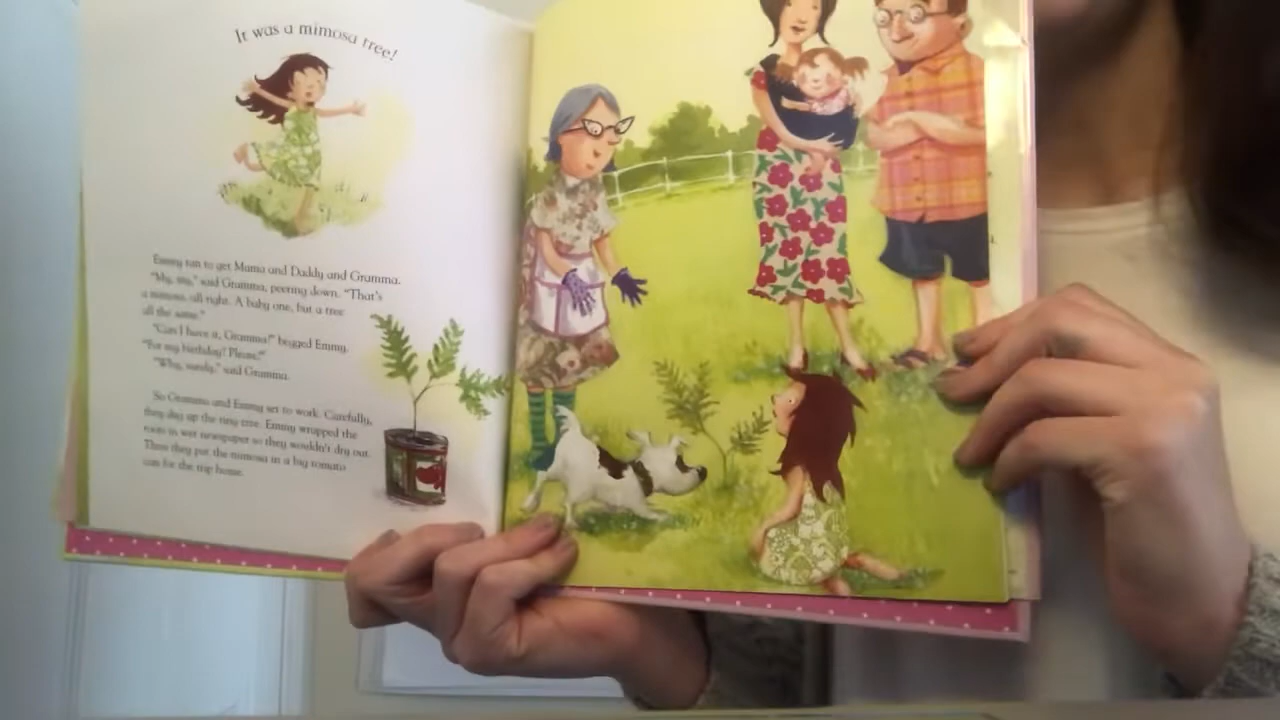 It was a mimosa tree!
Emmy ran to get Mama and Daddy and Gramma.
"My, my," said Gramma, peering down. "That's
a mimosa, all right. A baby one, but a tree
all the same."
"Can I have it, Gramma?" begged Emmy.
"For my birthday? Please?"
"Why, surely," said Gramma.
So Gramma and Emmy set to work. Carefully,
they dug up the tiny tree. Emmy wrapped the
roots in wet newspaper so they wouldn't dry out.
Then they put the mimosa in a big tomato
can for the trip home.